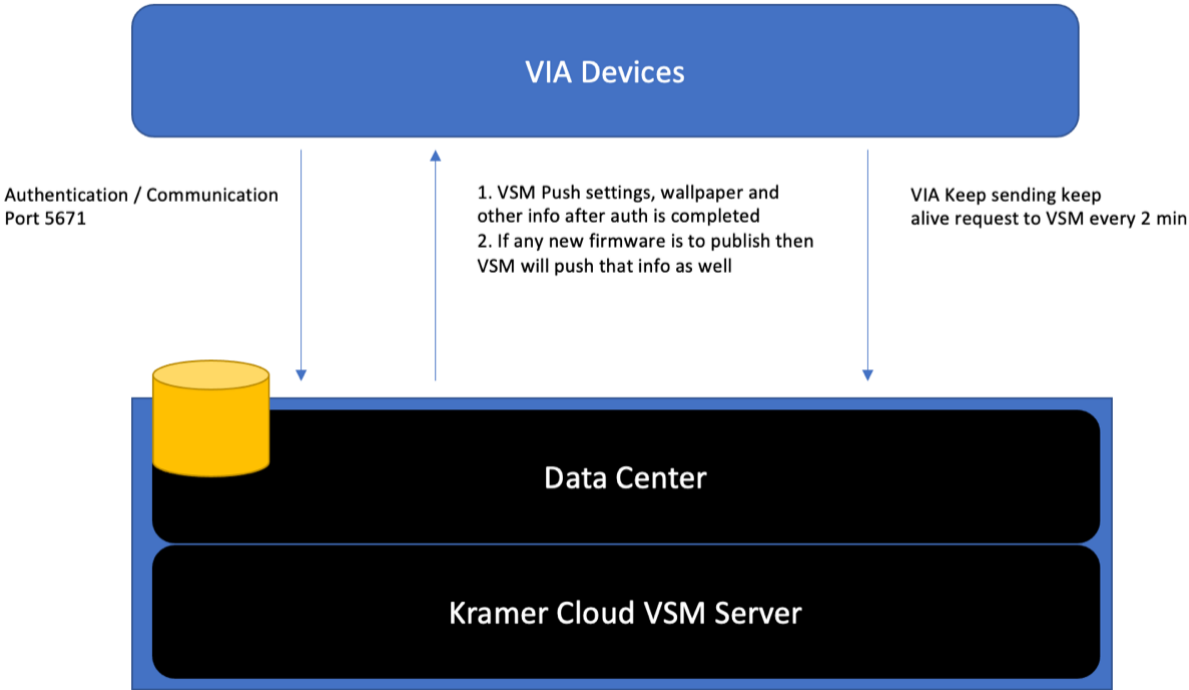 VIA Devices
Authentication / Communication
Port 5671
1. VSM Push settings, wallpaper and
other info after auth is completed
2. If any new firmware is to publish then
VSM will push that info as well
VIA Keep sending keep
alive request to VSM every 2 min
Data Center
Kramer Cloud VSM Server